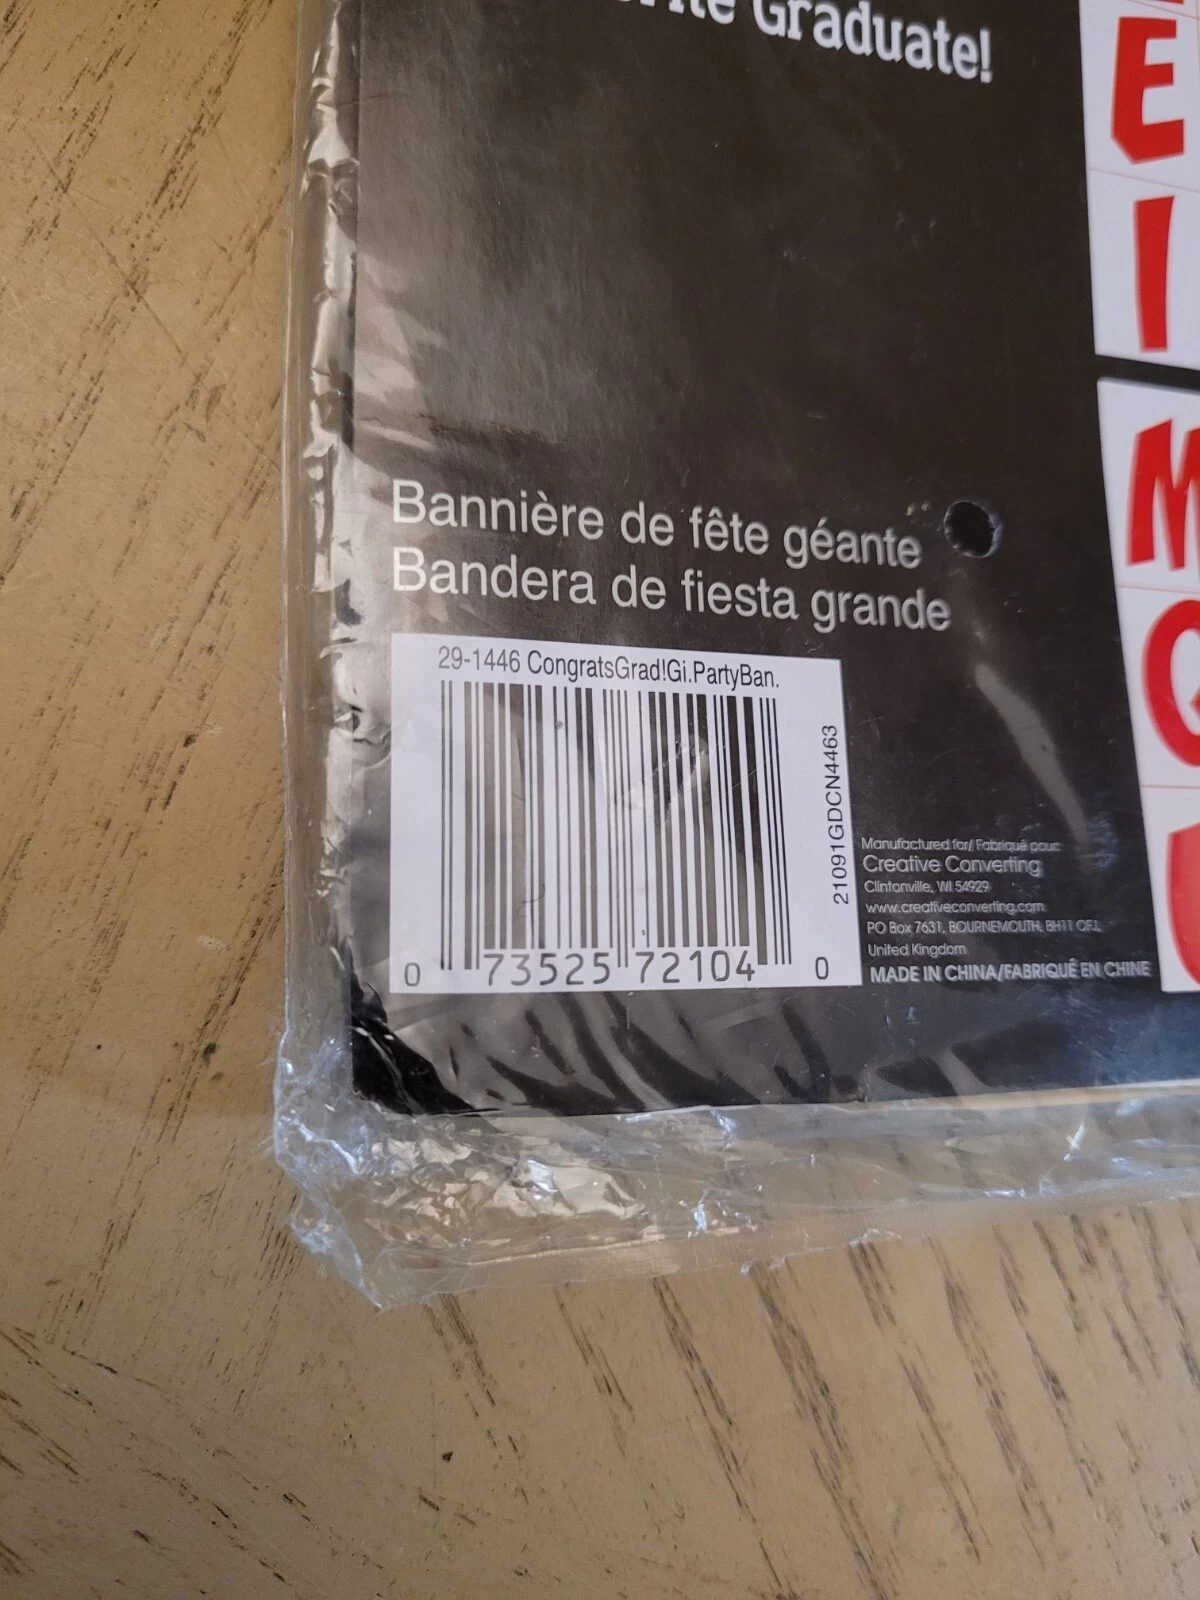 Graduate!
E
I
M
Bannière de fête géante
Bandera de fiesta grande
29-1446 CongratsGrad!Gi.PartyBan.
21091GDCN4463
0 73525 72104 0
Manufactured for/ Fabriqué pour:
Creative Converting
Clintonville, WI 54929
www.creativeconverting.com
PO Box 7631, BOURNEMOUTH, BH11
United Kingdom
MADE IN CHINA/FABRIQUÉ EN CHINE